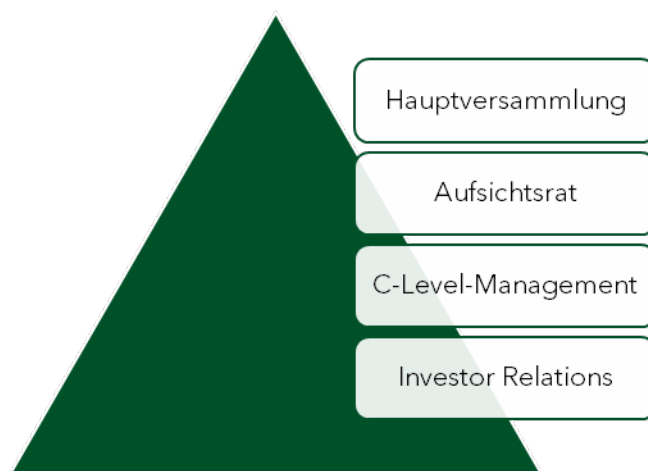 Hauptversammlung
Aufsichtsrat
C-Level-Management
Investor Relations